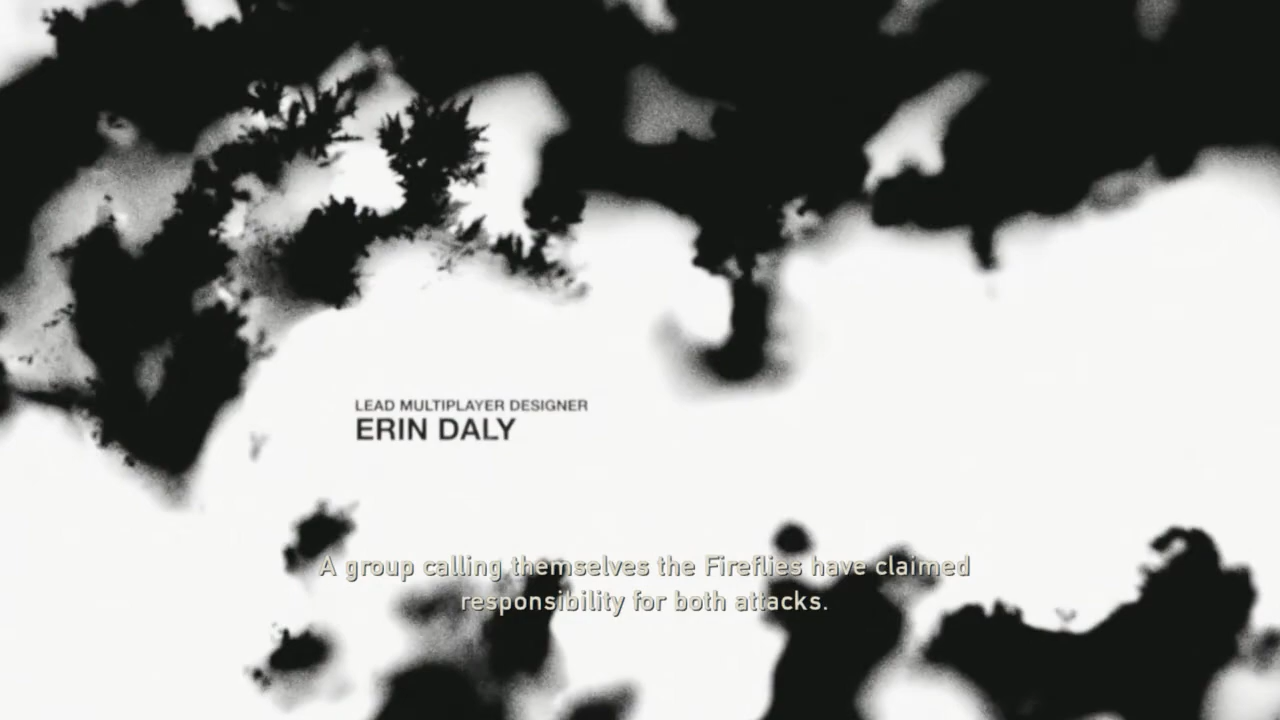 LEAD MULTIPLAYER DESIGNER
ERIN DALY
A group calling themselves the Fireflies have claimed
responsibility for both attacks.